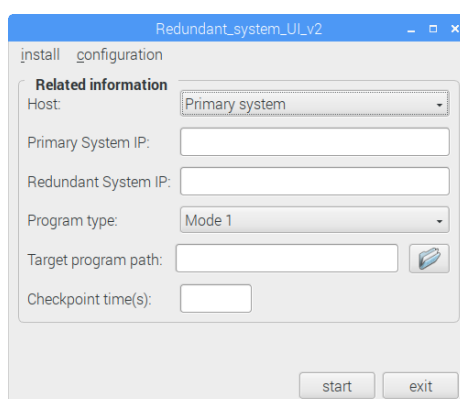 Redundant_system_UI_v2
install configuration
Related information
Host: Primary system
Primary System IP:
Redundant System IP:
Program type: Mode 1
Target program path:
Checkpoint time(s):
start exit